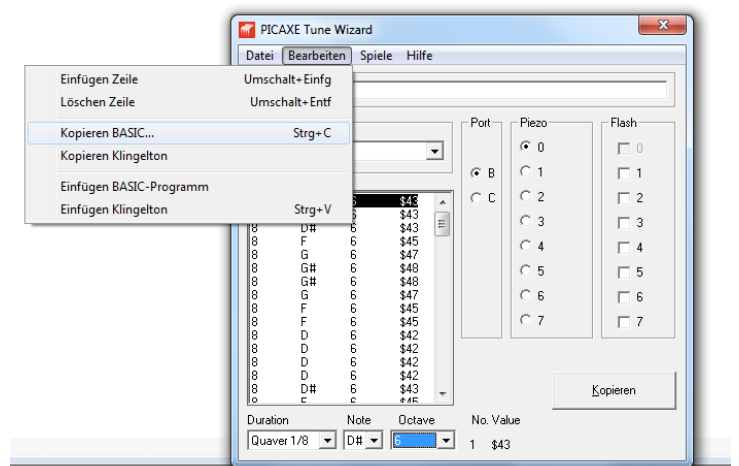 PICAXE Tune Wizard
Datei Bearbeiten Spiele Hilfe
Einfügen Zeile Umschalt+Einfg
Löschen Zeile Umschalt+Entf
Kopieren BASIC... Strg+C
Kopieren Klingelton
Einfügen BASIC-Programm
Einfügen Klingelton Strg+V
Port Piezo Flash
0 0
B 1 1
C 2 2
3 3
4 4
5 5
6 6
7 7
6 $43
6 $43
8 D# 6 $43
8 F 6 $45
8 G 6 $47
8 G# 6 $48
8 G# 6 $48
8 G 6 $47
8 F 6 $45
8 F 6 $45
8 D 6 $42
8 D 6 $42
8 D 6 $42
8 D 6 $42
8 D# 6 $43
8 F 6 $45
Kopieren
Duration Note Octave No. Value
Quaver 1/8 D# 6 1 $43